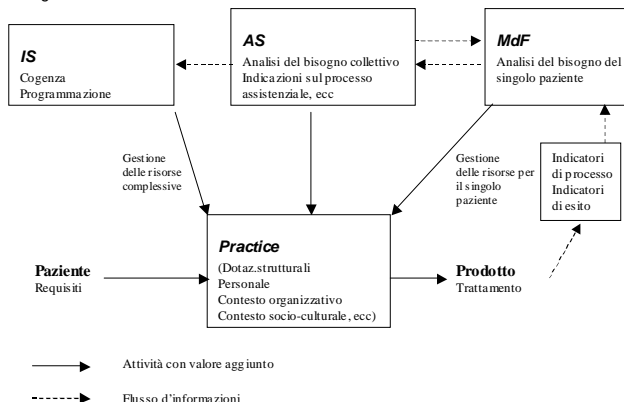 IS
Cogenza
Programmazione
AS
Analisi del bisogno collettivo
Indicazioni sul processo
assistenziale, ecc
MdF
Analisi del bisogno del
singolo paziente
Gestione
delle risorse
complessive
Gestione
delle risorse per
il singolo
paziente
Indicatori
di processo
Indicatori
di esito
Paziente
Requisiti
Practice
(Dotaz.strutturali
Personale
Contesto organizzativo
Contesto socio-culturale, ecc)
Prodotto
Trattamento
Attività con valore aggiunto
Flusso d'informazioni